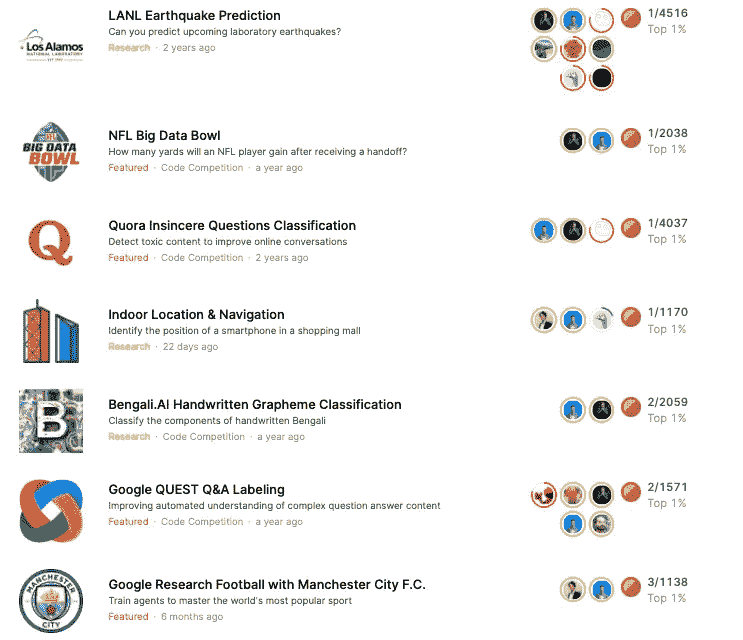 LANL Earthquake Prediction
Can you predict upcoming laboratory earthquakes?
Research · 2 years ago
1/4516
Top 1%
Los Alamos
NATIONAL LABORATORY
EST. 1943
NFL Big Data Bowl
How many yards will an NFL player gain after receiving a handoff?
Featured · Code Competition · a year ago
1/2038
Top 1%
BIG DATA
BOWL
Quora Insincere Questions Classification
Detect toxic content to improve online conversations
Featured · Code Competition · 2 years ago
1/4037
Top 1%
Q
Indoor Location & Navigation
Identify the position of a smartphone in a shopping mall
Research · 22 days ago
1/1170
Top 1%
Bengali.AI Handwritten Grapheme Classification
Classify the components of handwritten Bengali
Research · Code Competition · a year ago
2/2059
Top 1%
B
Google QUEST Q&A Labeling
Improving automated understanding of complex question answer content
Featured · Code Competition · a year ago
2/1571
Top 1%
Google Research Football with Manchester City F.C.
Train agents to master the world's most popular sport
Featured · 6 months ago
3/1138
Top 1%
MANCHESTER
CITY